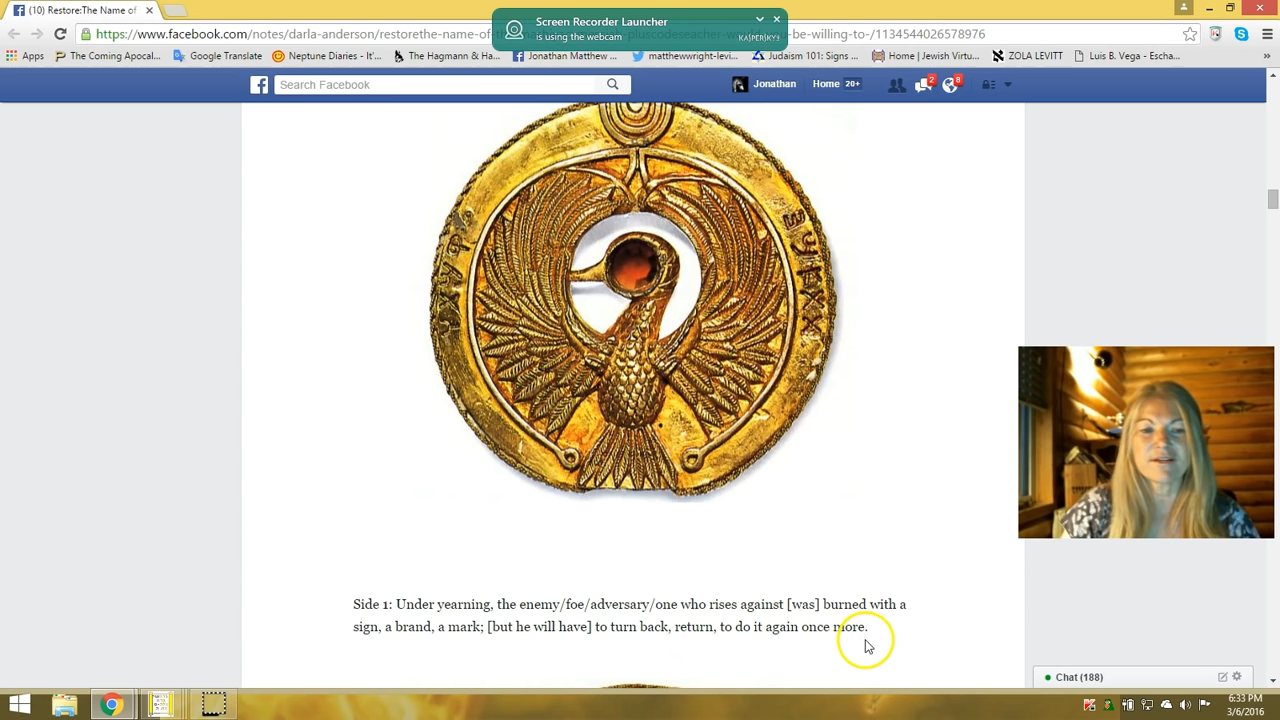 Screen Recorder Launcher
is using the webcam
KASPERSKY
(10) Restore:The Name of
https://www.facebook.com/notes/darla-anderson/restorethe-name-of-
pluscodeseacher-
be-willing-to-/1134544026578976
Apps
The Coming Apocal...
Google Translate
Neptune Diaries - It'...
The Hagmann & Ha...
Jonathan Matthew...
matthewwright-levi...
Judaism 101: Signs ...
Home | Jewish Virtu...
ZOLA LEVITT
Luis B. Vega - Escha...
Search Facebook
Jonathan
Home 20+
2
8
Side 1: Under yearning, the enemy/foe/adversary/one who rises against [was] burned with a
sign, a brand, a mark; [but he will have] to turn back, return, to do it again once more.
Chat (188)
6:33 PM
3/6/2016